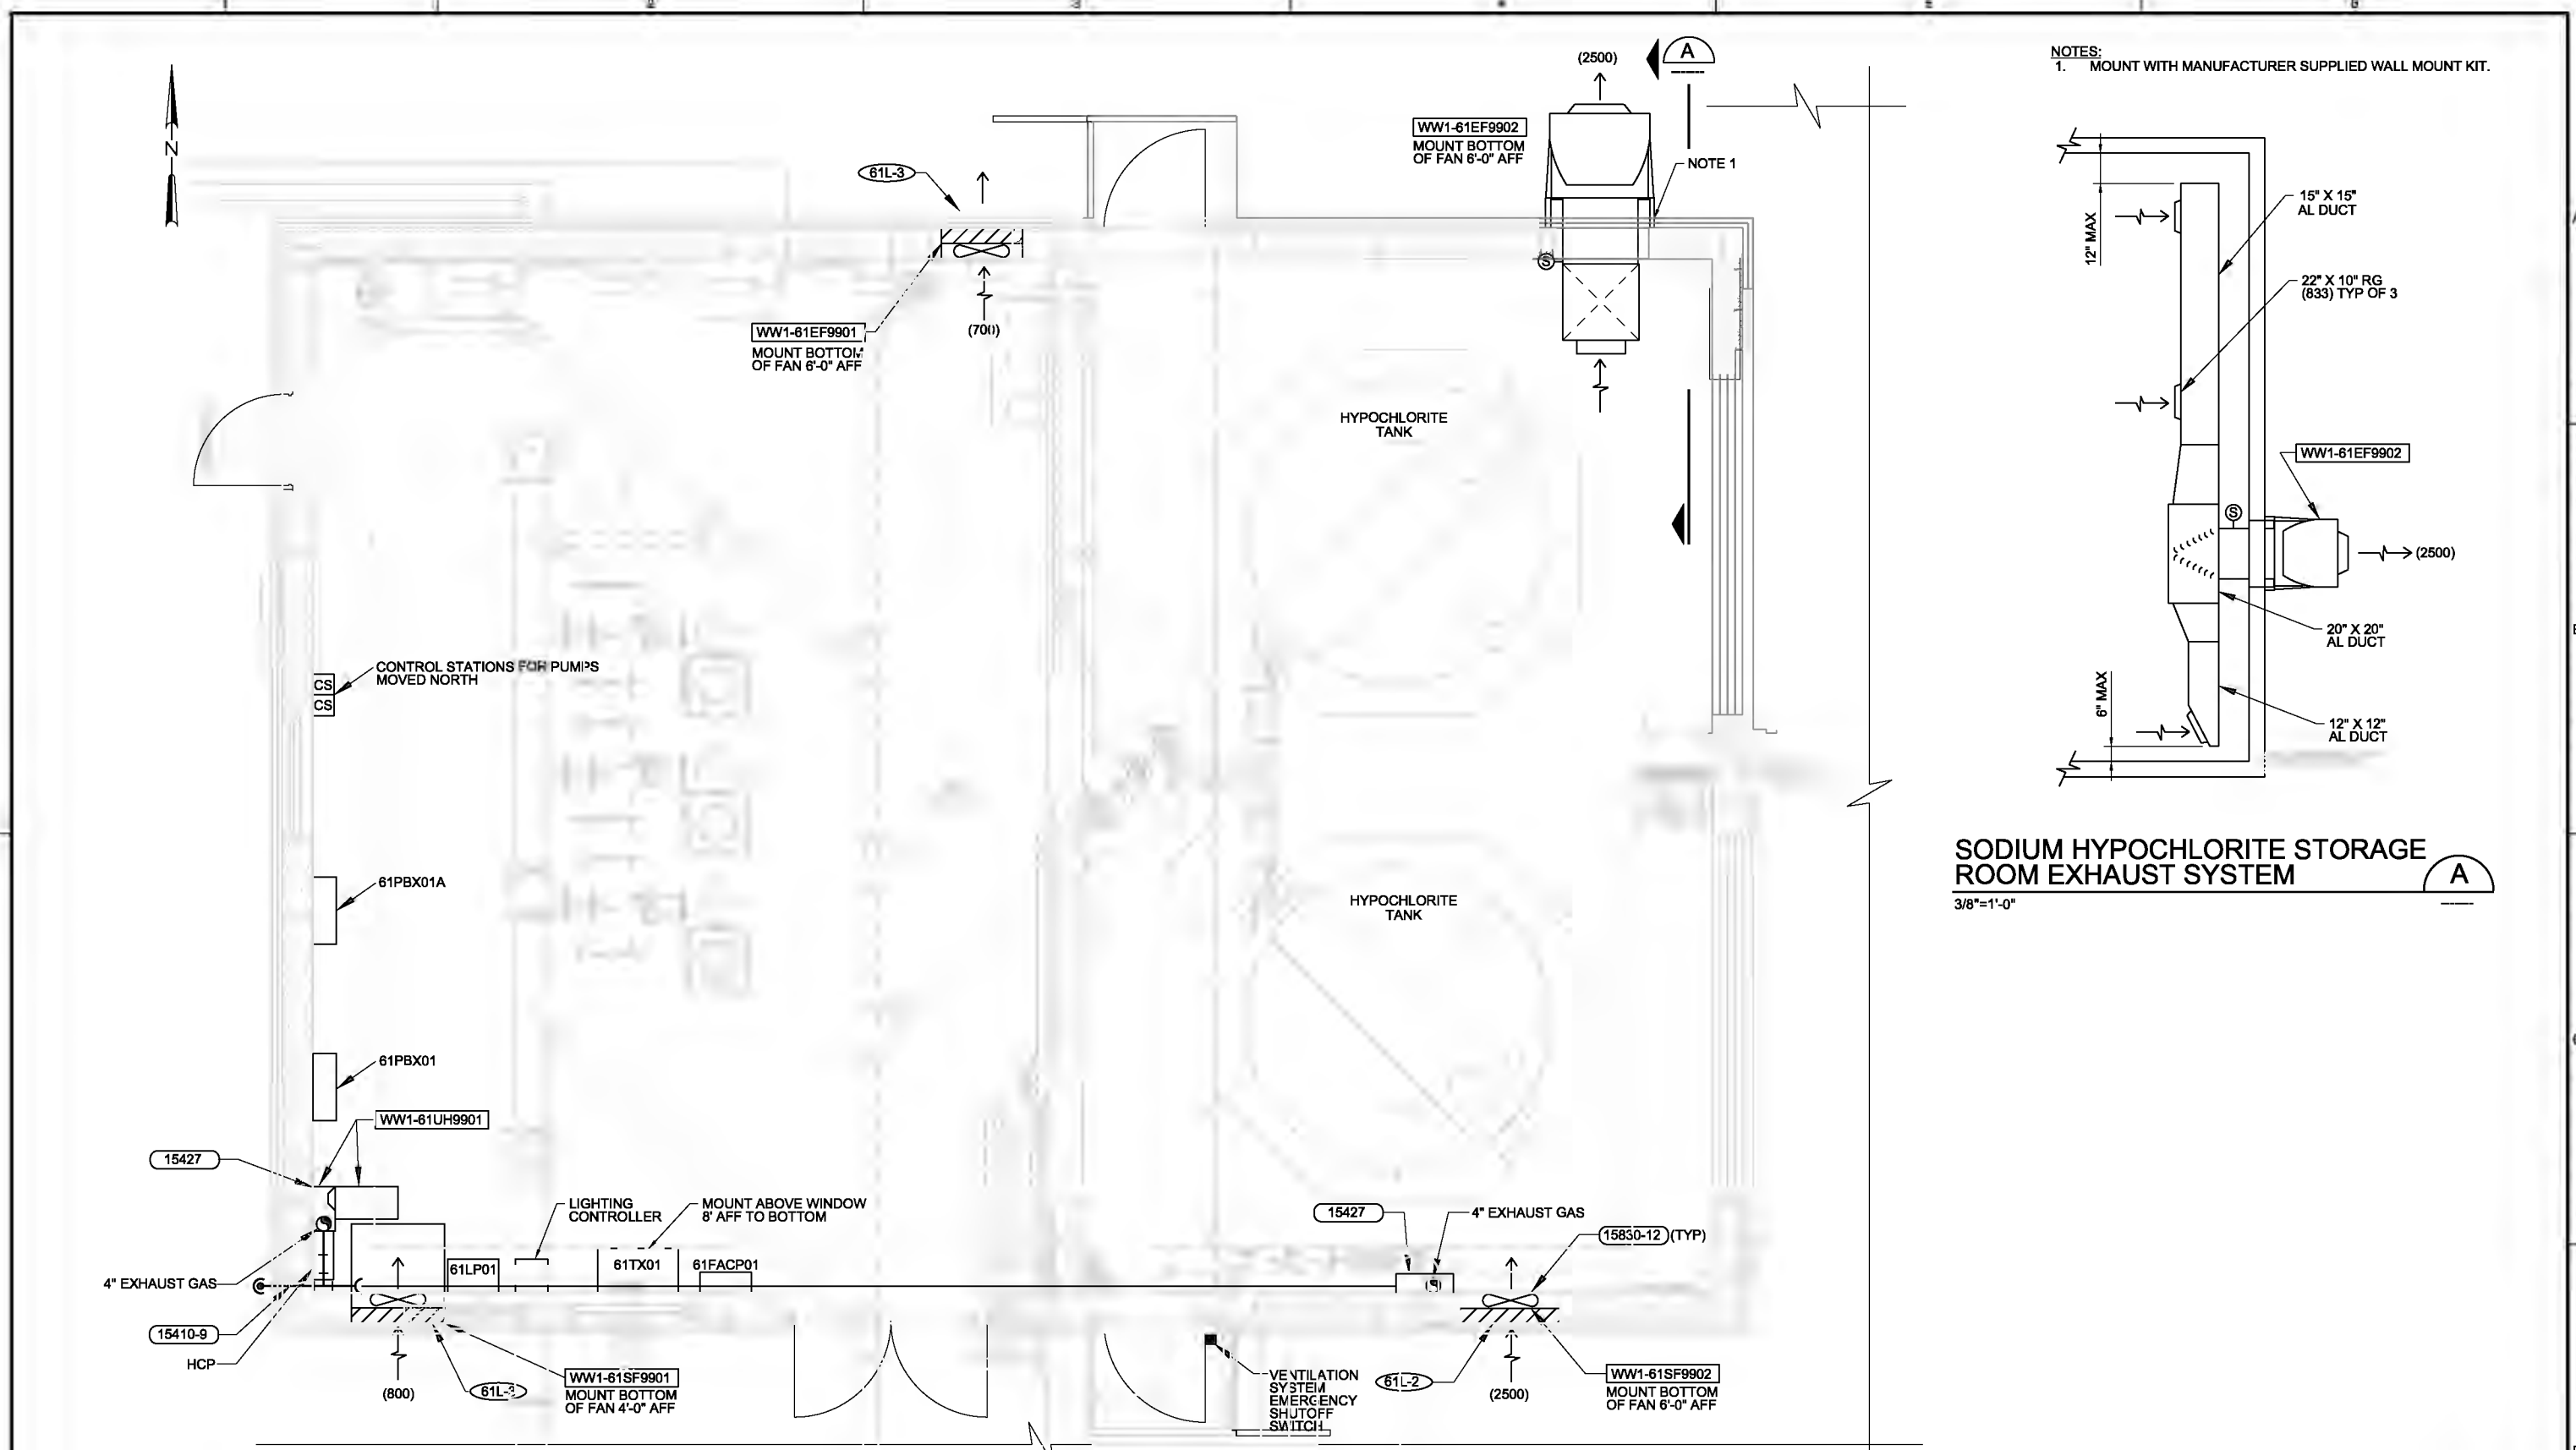 NOTES:
1. MOUNT WITH MANUFACTURER SUPPLIED WALL MOUNT KIT.
N
(2500)
A
WW1-61EF9902
MOUNT BOTTOM
OF FAN 6'-0" AFF
NOTE 1
61L-3
S
WW1-61EF9901
MOUNT BOTTOM
OF FAN 6'-0" AFF
(700)
HYPOCHLORITE
TANK
CONTROL STATIONS FOR PUMPS
MOVED NORTH
CS
CS
61PBX01A
HYPOCHLORITE
TANK
61PBX01
WW1-61UH9901
15427
LIGHTING
CONTROLLER
MOUNT ABOVE WINDOW
8' AFF TO BOTTOM
15427
4" EXHAUST GAS
15830-12 (TYP)
61LP01
61TX01
61FACP01
4" EXHAUST GAS
15410-9
HCP
(800)
61L-3
WW1-61SF9901
MOUNT BOTTOM
OF FAN 4'-0" AFF
VENTILATION
SYSTEM
EMERGENCY
SHUTOFF
SWITCH
61L-2
(2500)
WW1-61SF9902
MOUNT BOTTOM
OF FAN 6'-0" AFF
12" MAX
15" X 15"
AL DUCT
22" X 10" RG
(833) TYP OF 3
WW1-61EF9902
S
(2500)
20" X 20"
AL DUCT
6" MAX
12" X 12"
AL DUCT
SODIUM HYPOCHLORITE STORAGE
ROOM EXHAUST SYSTEM
A
3/8"=1'-0"